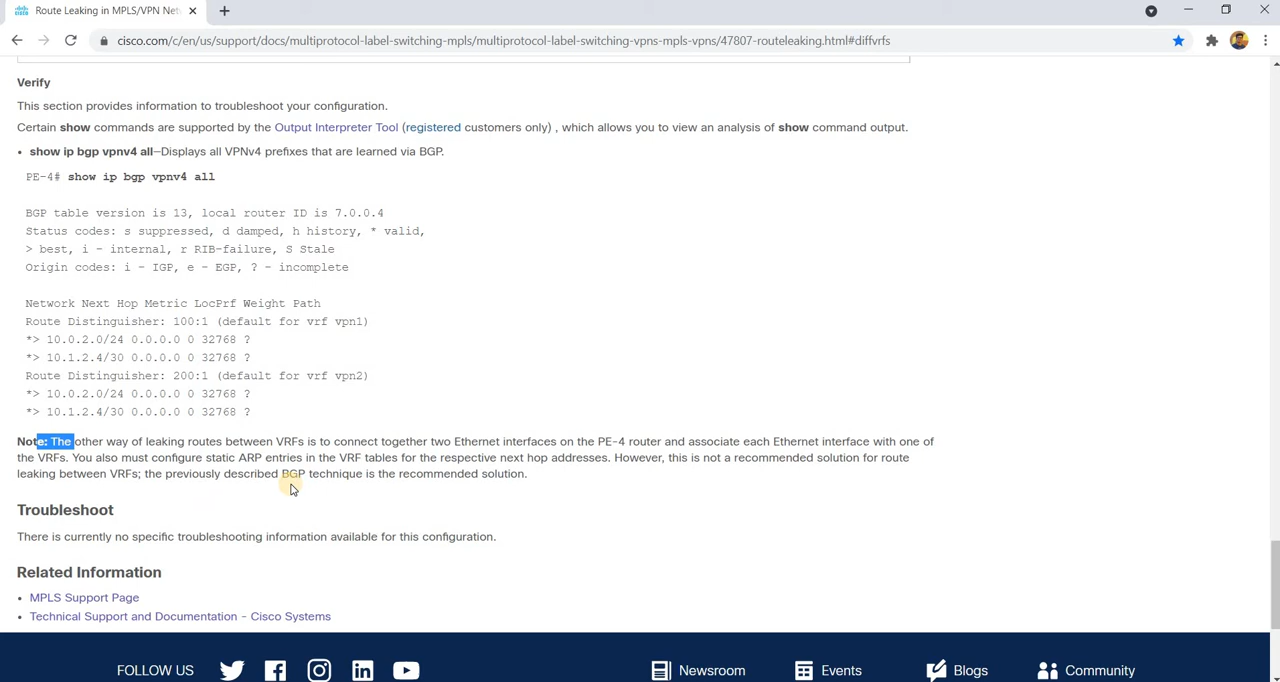 Route Leaking in MPLS/VPN Net
cisco.com/c/en/us/support/docs/multiprotocol-label-switching-mpls/multiprotocol-label-switching-vpns-mpls-vpns/47807-routeleaking.html#diffvrfs
Verify
This section provides information to troubleshoot your configuration.
Certain show commands are supported by the Output Interpreter Tool (registered customers only) , which allows you to view an analysis of show command output.
• show ip bgp vpnv4 all—Displays all VPNv4 prefixes that are learned via BGP.
PE-4# show ip bgp vpnv4 all
BGP table version is 13, local router ID is 7.0.0.4
Status codes: s suppressed, d damped, h history, * valid,
> best, i - internal, r RIB-failure, S Stale
Origin codes: i - IGP, e - EGP, ? - incomplete
Network Next Hop Metric LocPrf Weight Path
Route Distinguisher: 100:1 (default for vrf vpn1)
*> 10.0.2.0/24 0.0.0.0 0 32768 ?
*> 10.1.2.4/30 0.0.0.0 0 32768 ?
Route Distinguisher: 200:1 (default for vrf vpn2)
*> 10.0.2.0/24 0.0.0.0 0 32768 ?
*> 10.1.2.4/30 0.0.0.0 0 32768 ?
Note: The other way of leaking routes between VRFs is to connect together two Ethernet interfaces on the PE-4 router and associate each Ethernet interface with one of
the VRFs. You also must configure static ARP entries in the VRF tables for the respective next hop addresses. However, this is not a recommended solution for route
leaking between VRFs; the previously described BGP technique is the recommended solution.
Troubleshoot
There is currently no specific troubleshooting information available for this configuration.
Related Information
• MPLS Support Page
• Technical Support and Documentation - Cisco Systems
FOLLOW US
Newsroom
Events
Blogs
Community